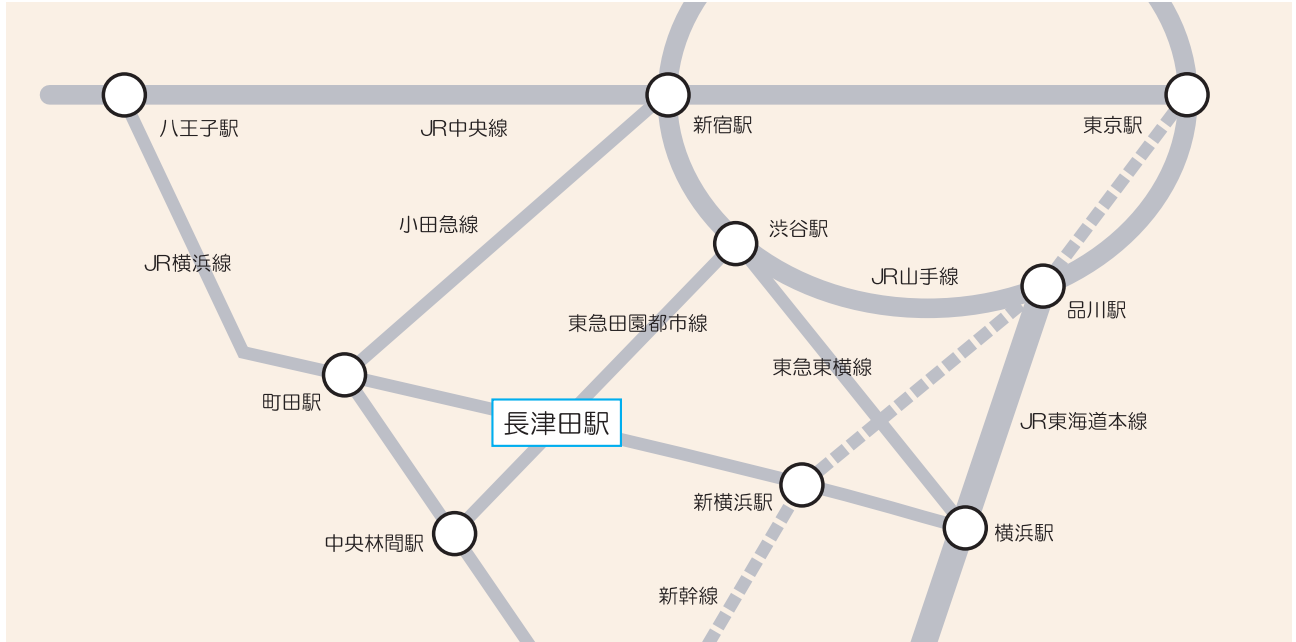 八王子駅
JR中央線
新宿駅
東京駅
小田急線
渋谷駅
JR横浜線
JR山手線
品川駅
東急田園都市線
東急東横線
町田駅
長津田駅
JR東海道本線
新横浜駅
横浜駅
中央林間駅
新幹線